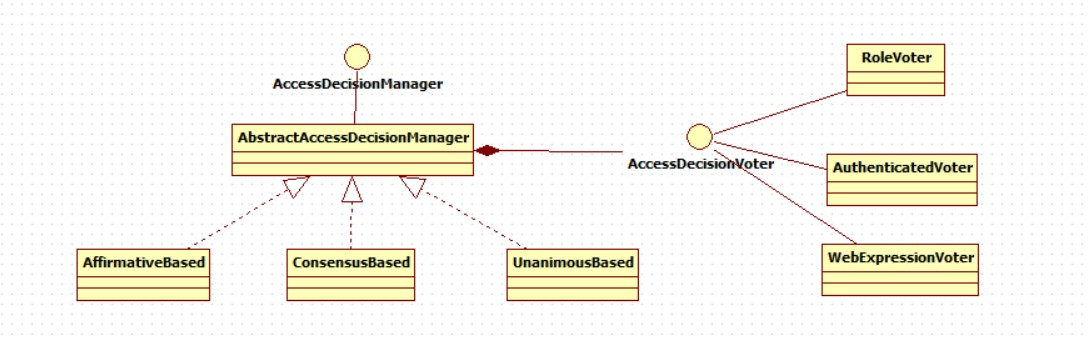 RoleVoter
AccessDecisionManager
AbstractAccessDecisionManager
AccessDecisionVoter
AuthenticatedVoter
AffirmativeBased
ConsensusBased
UnanimousBased
WebExpressionVoter